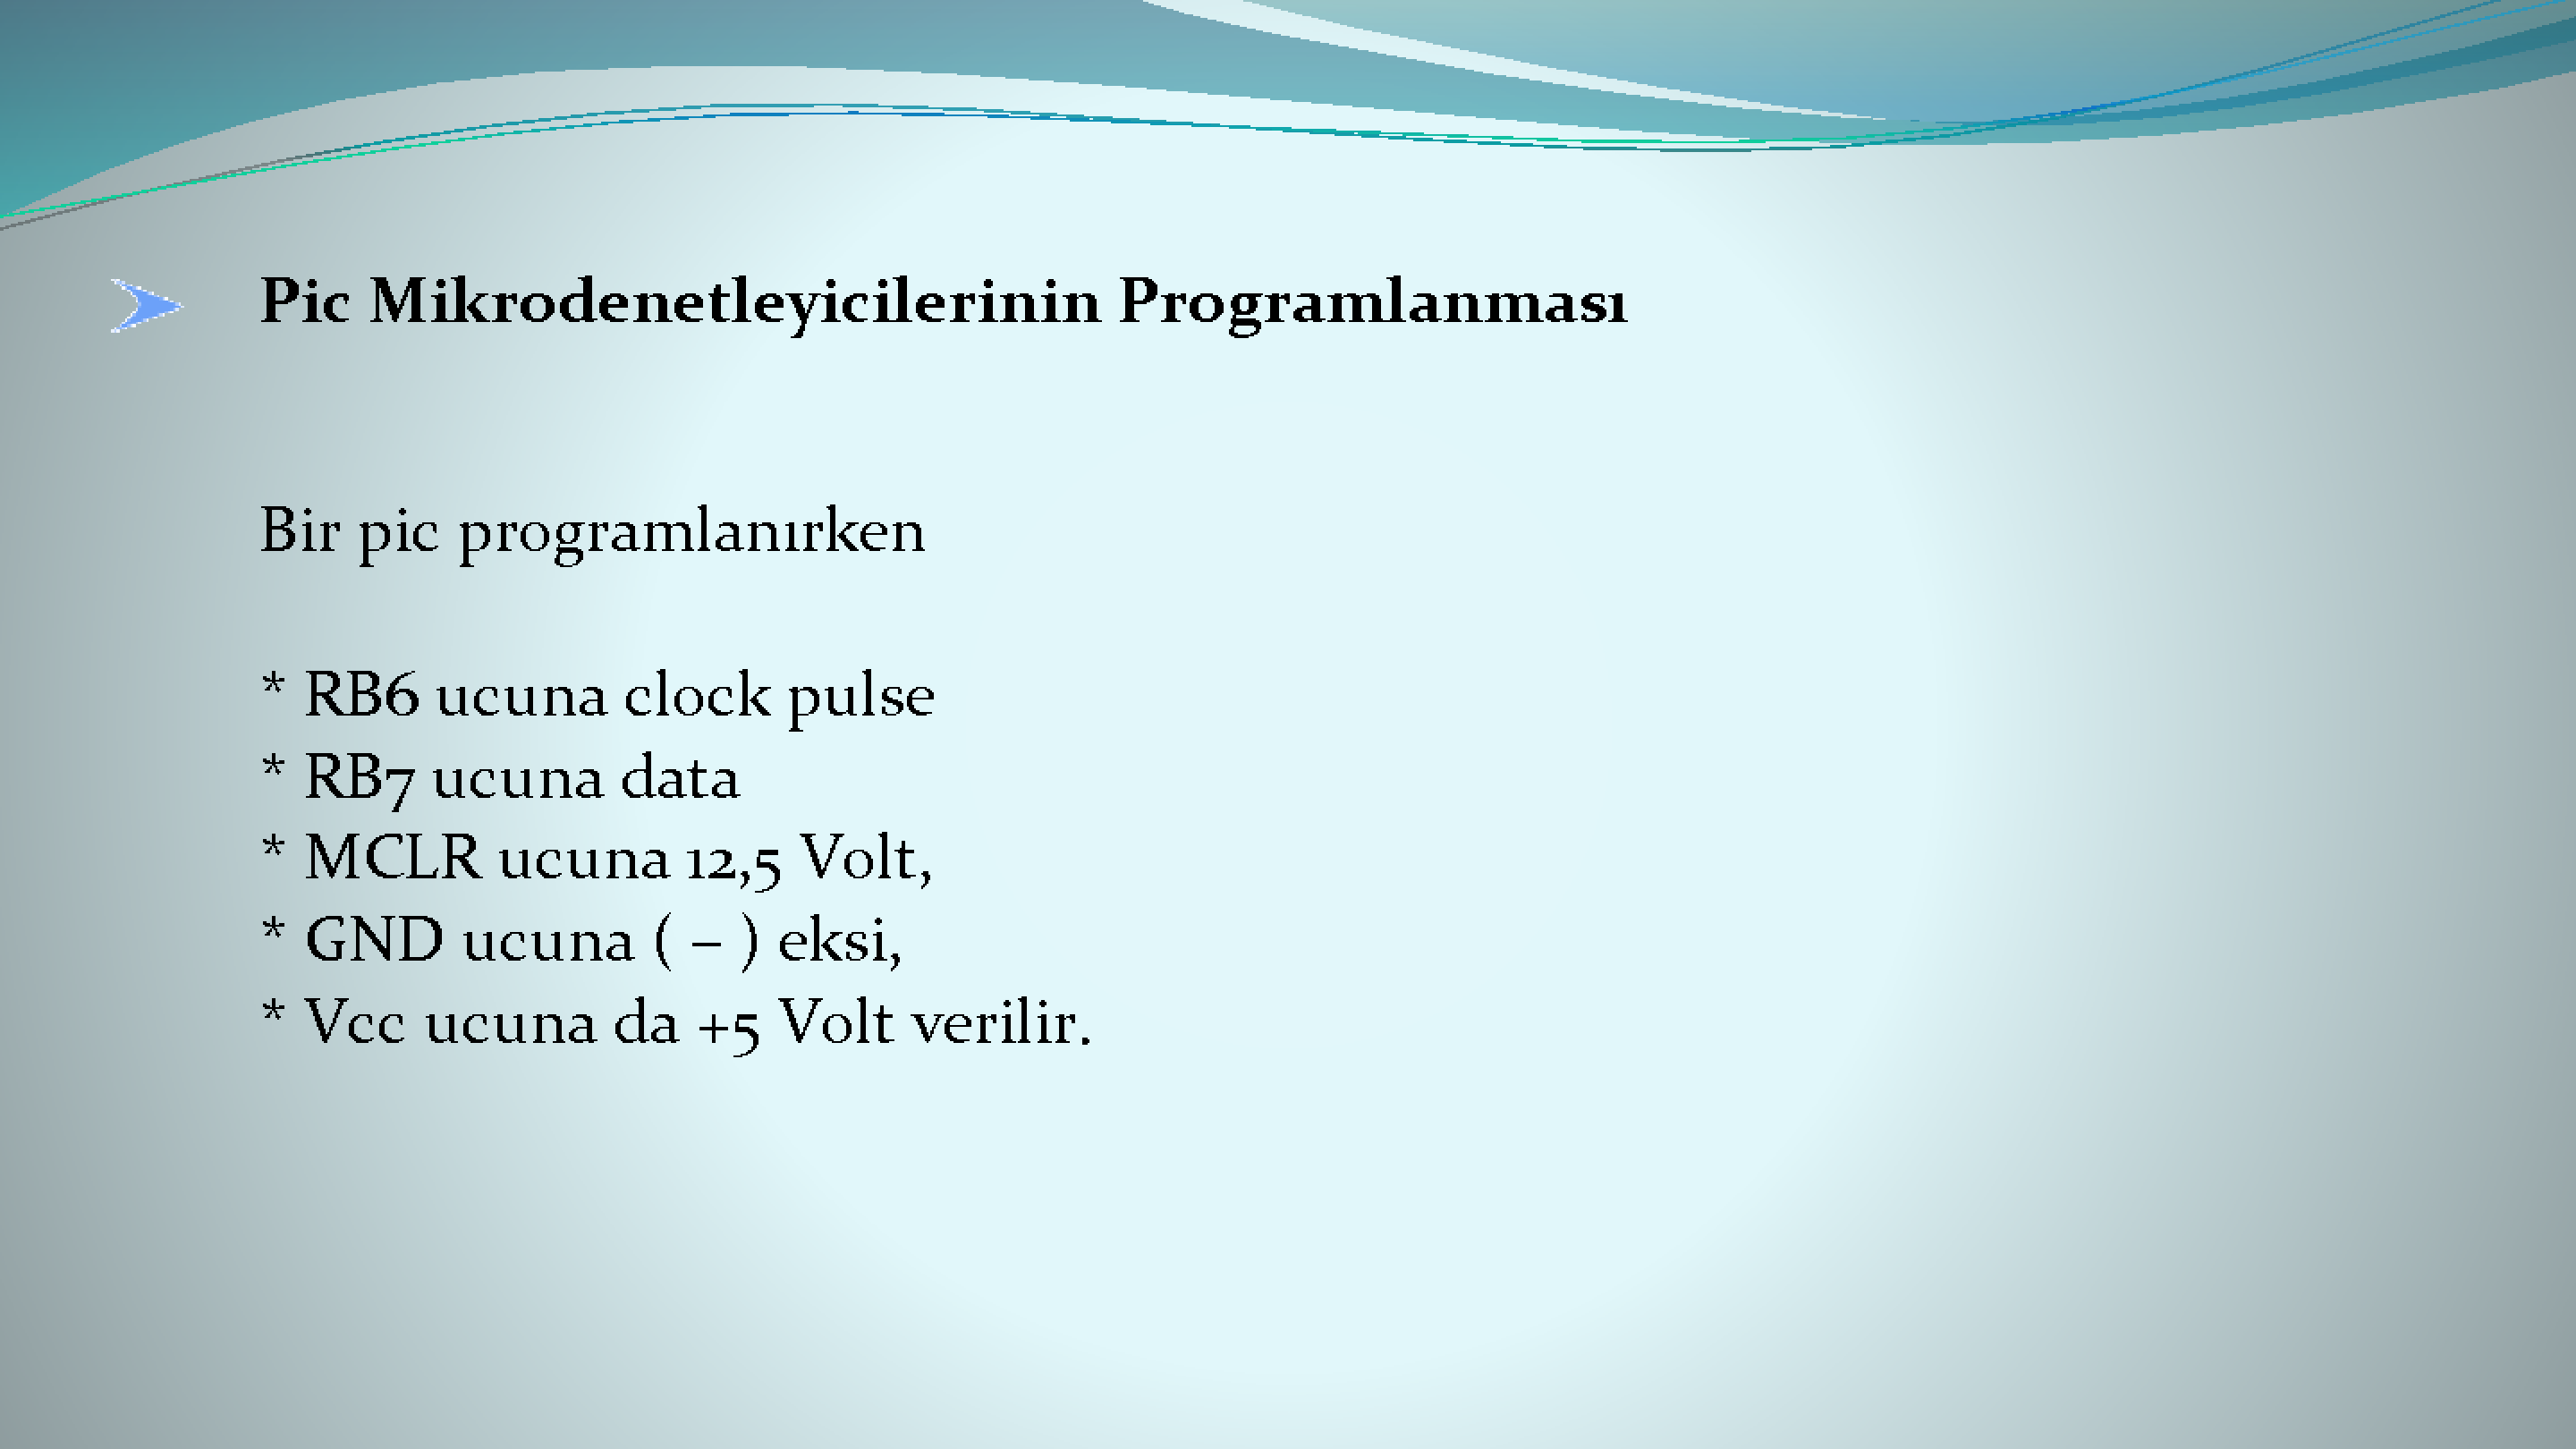 Pic Mikrodenetleyicilerinin Programlanması
Bir pic programlanırken
* RB6 ucuna clock pulse
* RB7 ucuna data
* MCLR ucuna 12,5 Volt,
* GND ucuna ( – ) eksi,
* Vcc ucuna da +5 Volt verilir.